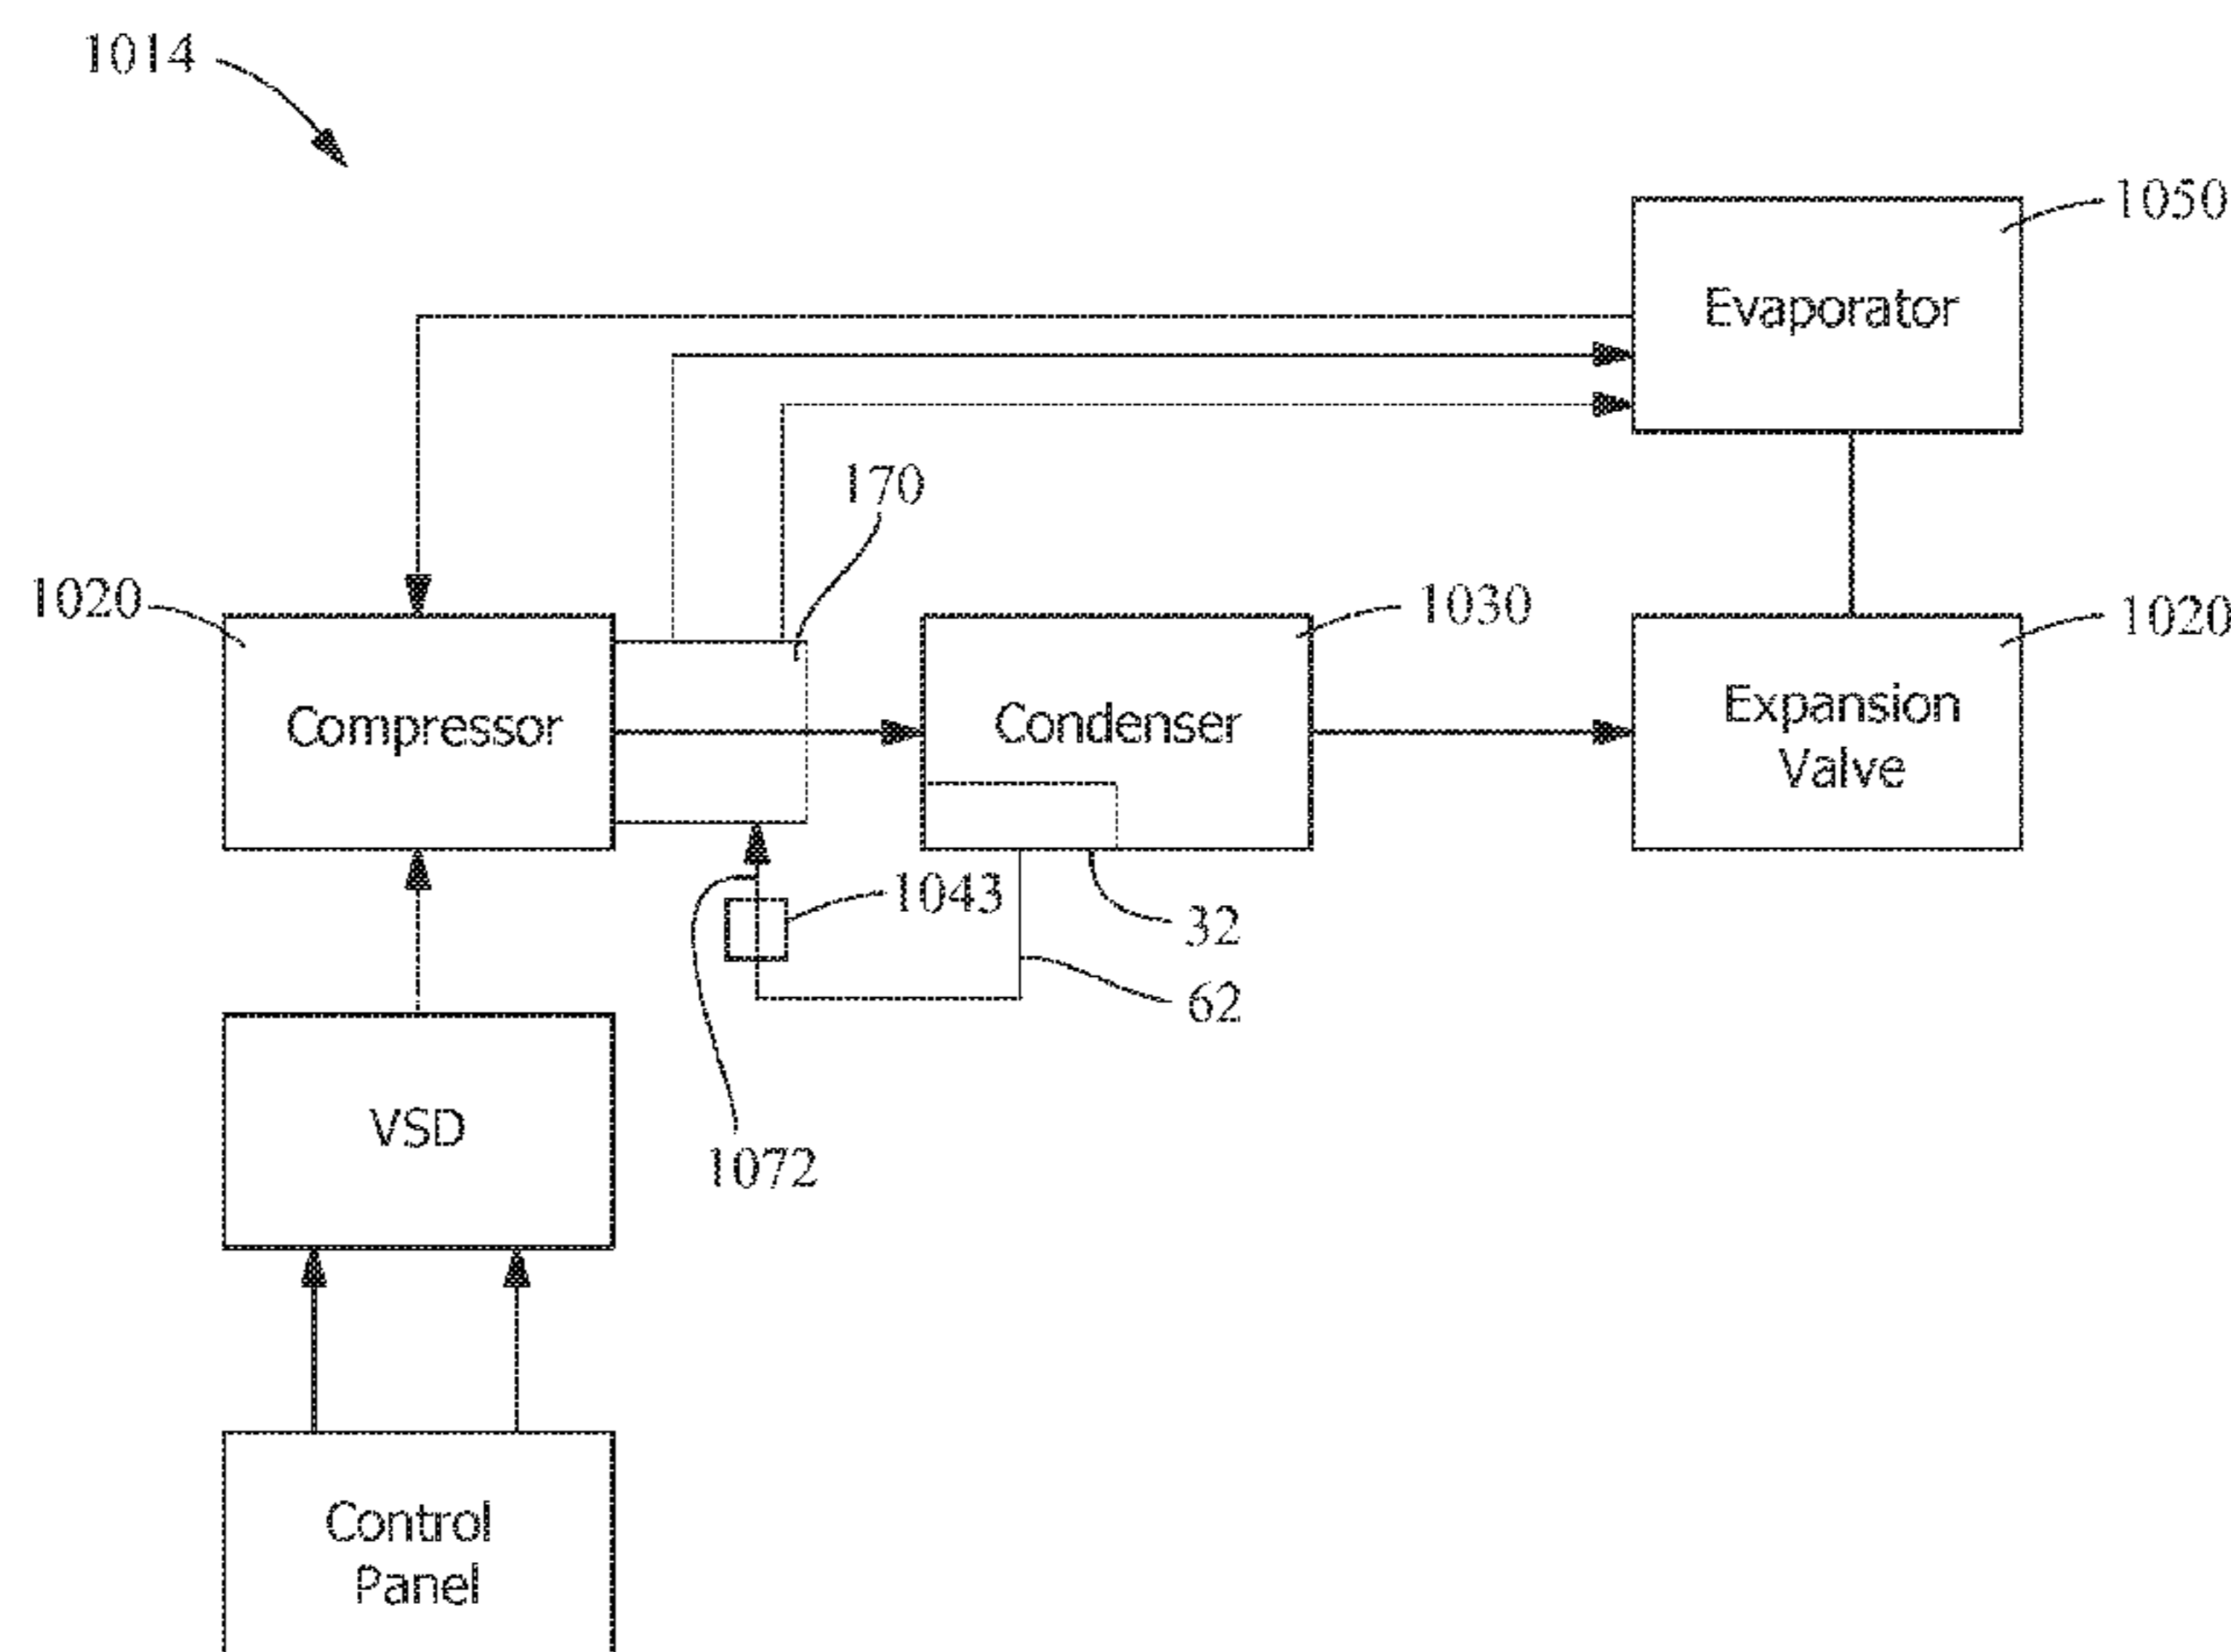 1014
1050
Evaporator
170
1020
1030
1020
Compressor
Condenser
Expansion
Valve
1043
32
62
VSD
1072
Control
Panel